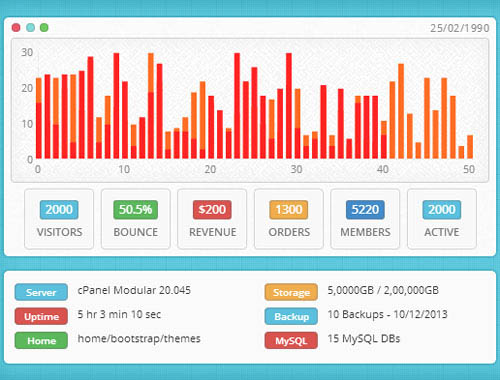 25/02/1990
30
20
10
0
0 10 20 30 40 50
2000 50.5% $200 1300 5220 2000
VISITORS BOUNCE REVENUE ORDERS MEMBERS ACTIVE
Server cPanel Modular 20.045 Storage 5,0000GB / 2,00,000GB
Uptime 5 hr 3 min 10 sec Backup 10 Backups - 10/12/2013
Home home/bootstrap/themes MySQL 15 MySQL DBs